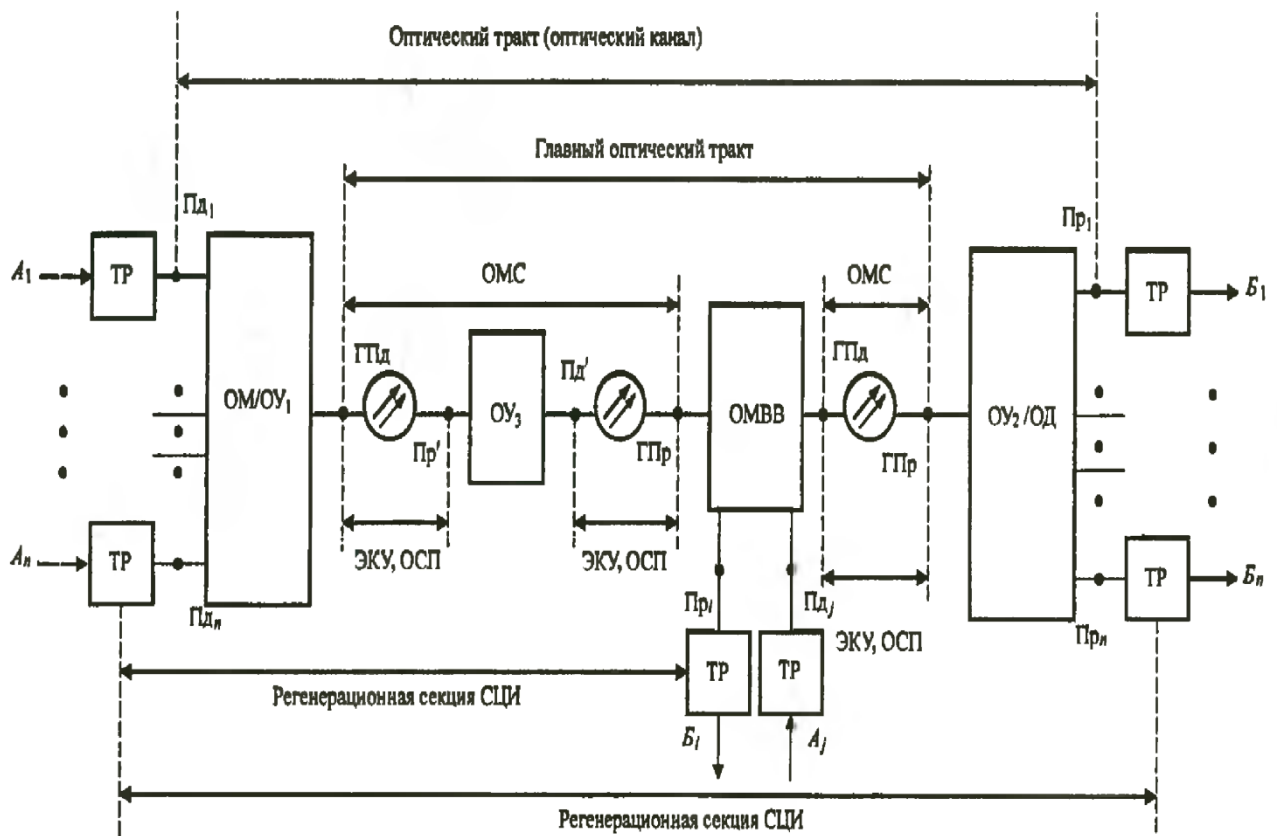 Оптический тракт (оптический канал)
Главный оптический тракт
Пд1
Пр1
A1
ТР
ОМС
ОМС
ТР
Б1
ГПд
Пд'
ГПд
ОМ/ОУ1
ОУ3
ОМВВ
ОУ2/ОД
Пр'
ГПр
ГПр
An
ТР
ЭКУ, ОСП
ЭКУ, ОСП
ТР
Бn
Пдn
Прi
Пдj
Прn
ЭКУ, ОСП
ТР
ТР
Регенерационная секция СЦИ
Бi
Aj
Регенерационная секция СЦИ